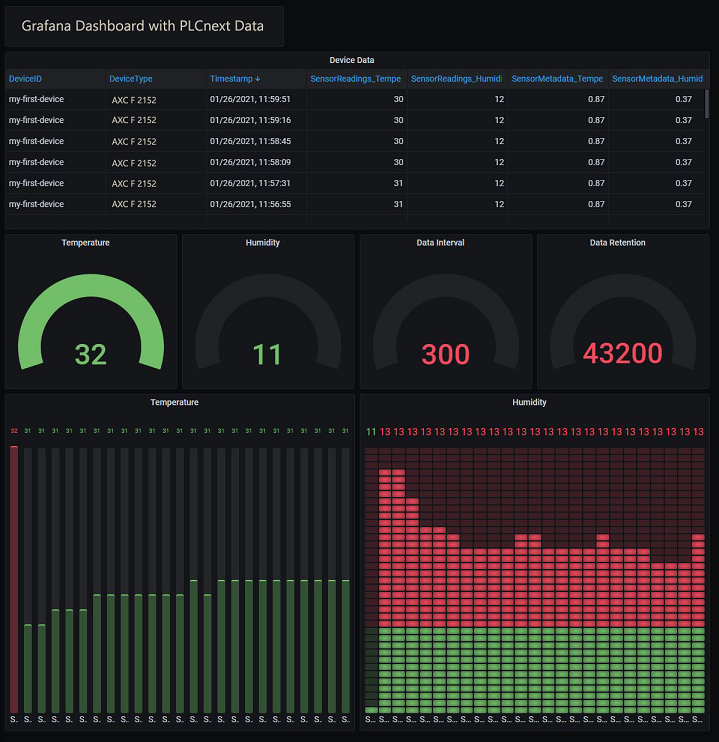 Grafana Dashboard with PLCnext Data
Device Data
DeviceID DeviceType Timestamp ↓ SensorReadings_Tempe SensorReadings_Humidi SensorMetadata_Tempe SensorMetadata_Humid
my-first-device AXC F 2152 01/26/2021, 11:59:51 30 12 0.87 0.37
my-first-device AXC F 2152 01/26/2021, 11:59:16 30 12 0.87 0.37
my-first-device AXC F 2152 01/26/2021, 11:58:45 30 12 0.87 0.37
my-first-device AXC F 2152 01/26/2021, 11:58:09 30 12 0.87 0.37
my-first-device AXC F 2152 01/26/2021, 11:57:31 31 12 0.87 0.37
my-first-device AXC F 2152 01/26/2021, 11:56:55 31 12 0.87 0.37
Temperature Humidity Data Interval Data Retention
32 11 300 43200
Temperature Humidity
32 31 31 31 31 31 31 31 31 31 31 31 31 31 31 31 31 31 31 31 31 31 31 31 31 11 13 13 13 13 13 13 13 13 13 13 13 13 13 13 13 13 13 13 13 13 13 13 13 13
S.. S.. S.. S.. S.. S.. S.. S.. S.. S.. S.. S.. S.. S.. S.. S.. S.. S.. S.. S.. S.. S.. S.. S.. S.. S... S... S... S... S... S... S... S... S... S... S... S... S... S... S... S... S... S... S... S... S... S... S... S... S...